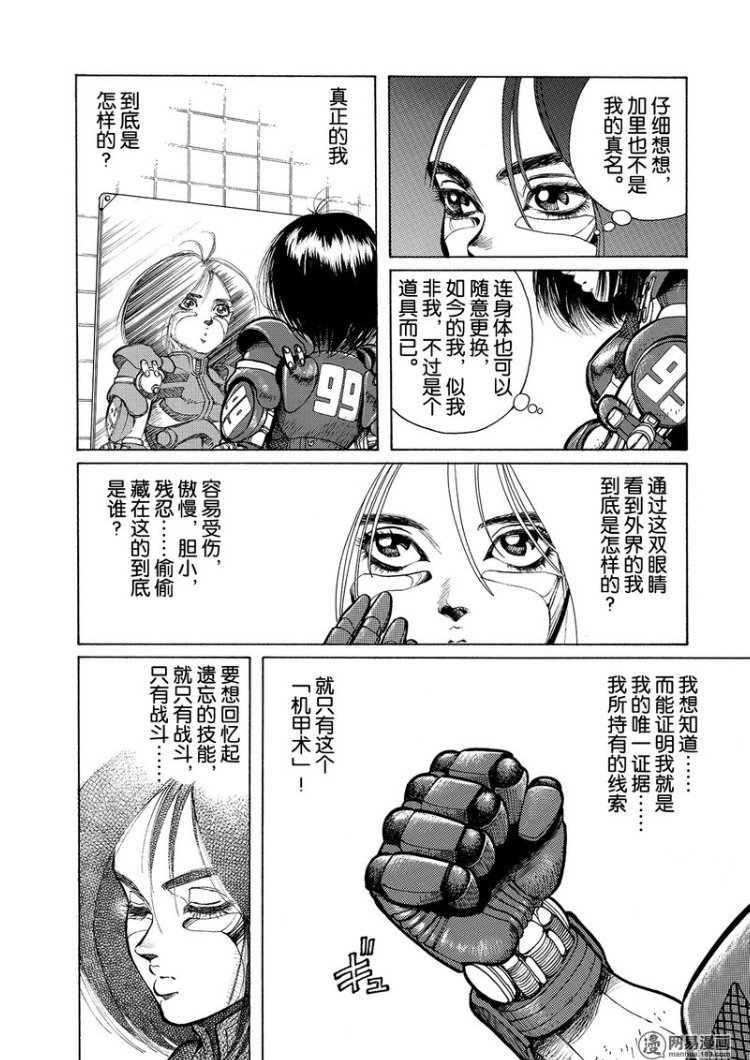 仔细想想，
加里也不是
我的真名。
连身体也可以
随意更换，
如今的我，似我
非我，不过是个
道具而已。
真正的我
到底是
怎样的？
99
99
99
通过这双眼睛
看到外界的我
到底是怎样的？
容易受伤，
傲慢，胆小，
残忍……偷偷
藏在这的到底
是谁？
我想知道……
而能证明我就是
我的唯一证据……
我所持有的线索
就只有这个
「机甲术」！
ギュ
要想回忆起
遗忘的技能，
就只有战斗，
只有战斗……
网易漫画
manhua.163.com